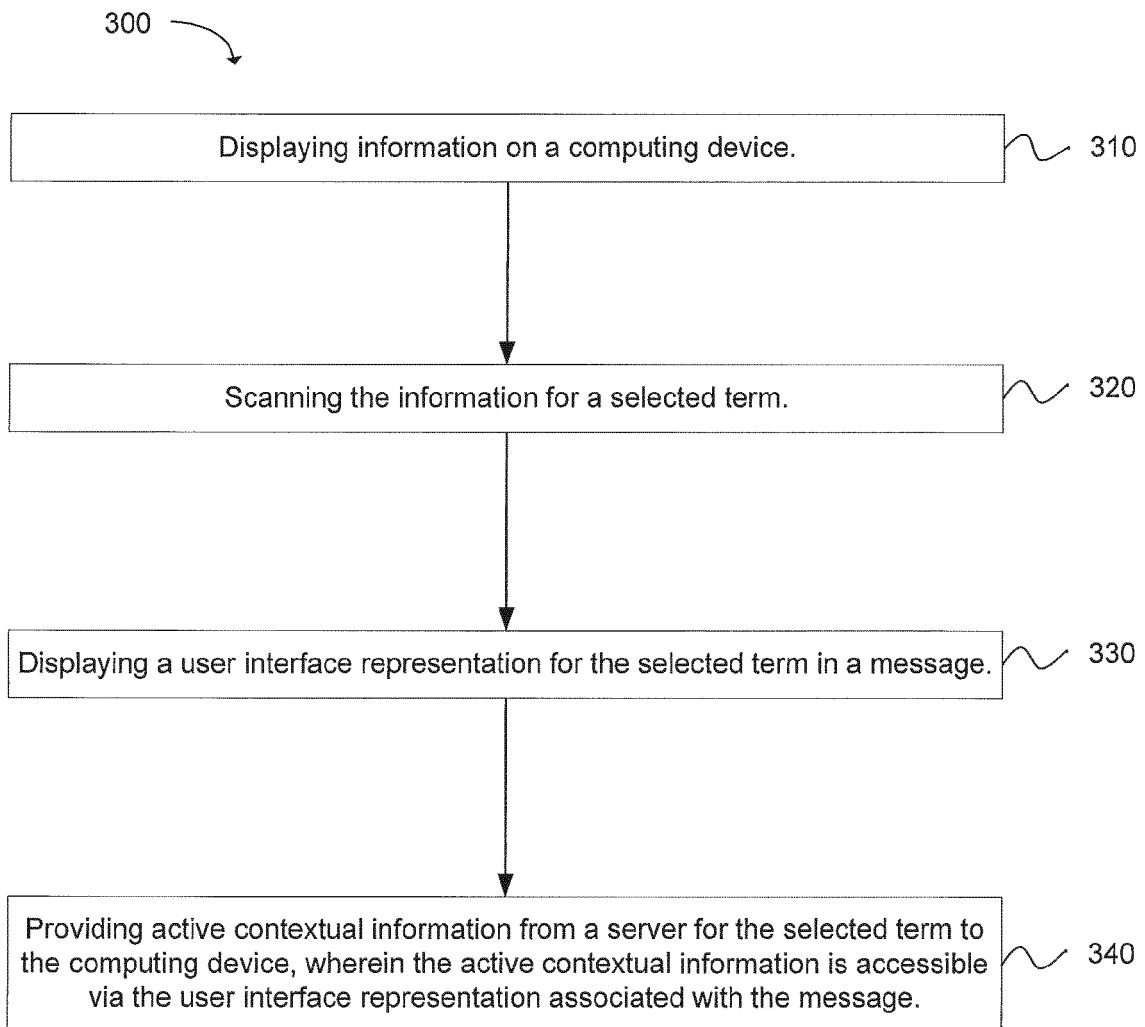 300
Displaying information on a computing device.
310
Scanning the information for a selected term.
320
Displaying a user interface representation for the selected term in a message.
330
Providing active contextual information from a server for the selected term to
the computing device, wherein the active contextual information is accessible
via the user interface representation associated with the message.
340